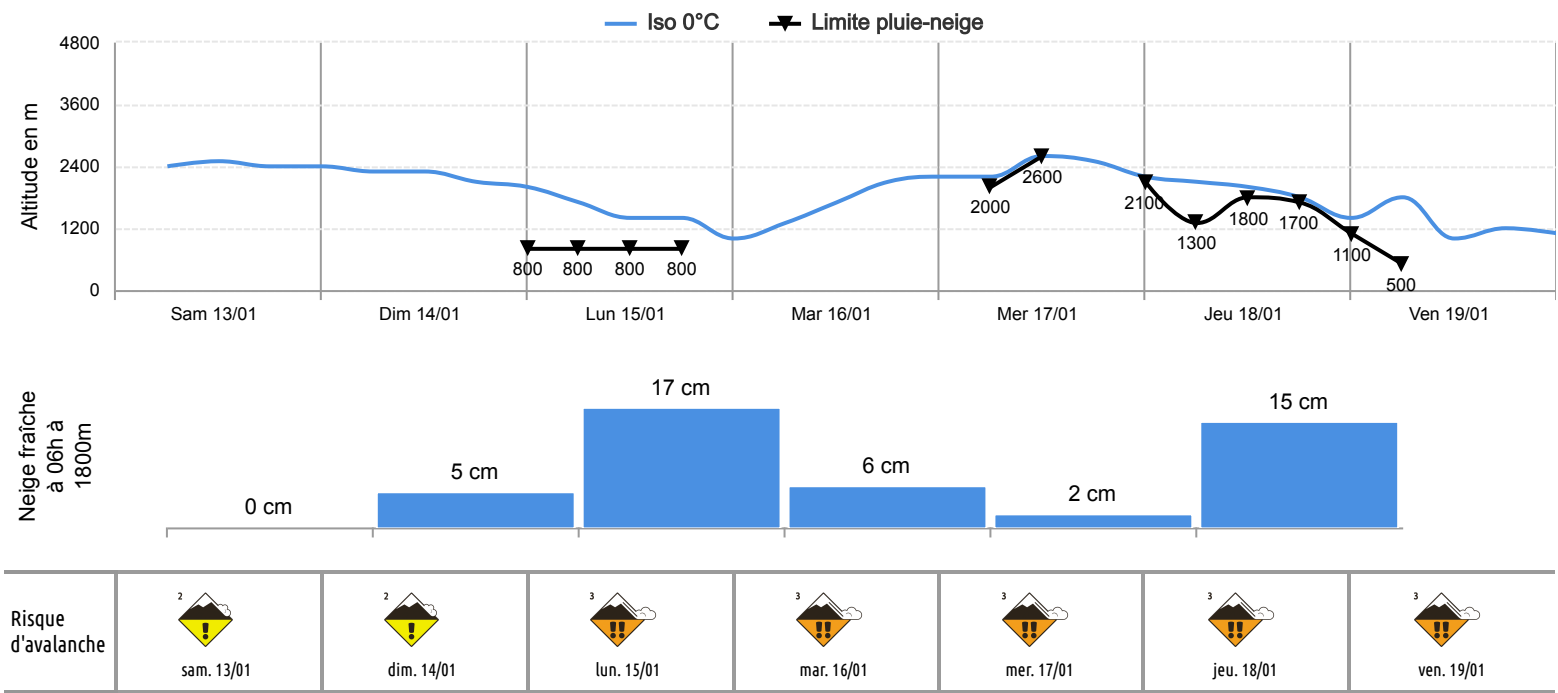 Iso 0°C Limite pluie-neige
4800
3600
2400
1200
0
Altitude en m
2600
2000
2100
1300
1800
1700
1100
800 800 800 800
500
Sam 13/01 Dim 14/01 Lun 15/01 Mar 16/01 Mer 17/01 Jeu 18/01 Ven 19/01
Neige fraîche
à 06h à
1800m
0 cm 5 cm 17 cm 6 cm 2 cm 15 cm
Risque
d'avalanche
2 2 3 3 3 3 3
! ! !! !! !! !! !!
sam. 13/01 dim. 14/01 lun. 15/01 mar. 16/01 mer. 17/01 jeu. 18/01 ven. 19/01